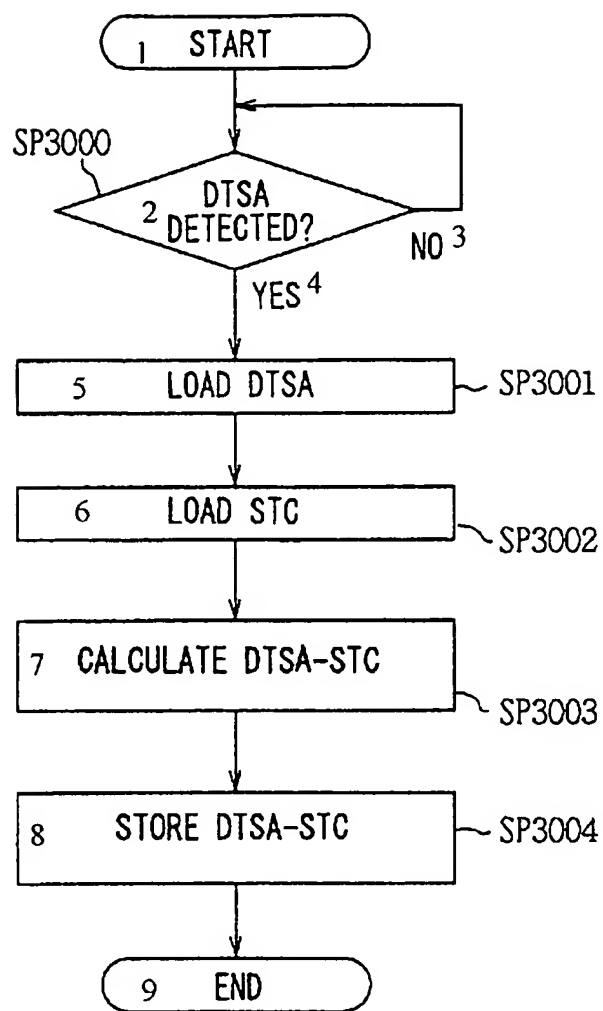 1 START
SP3000
2 DTSA
DETECTED?
NO 3
YES 4
5 LOAD DTSA
SP3001
6 LOAD STC
SP3002
7 CALCULATE DTSA-STC
SP3003
8 STORE DTSA-STC
SP3004
9 END